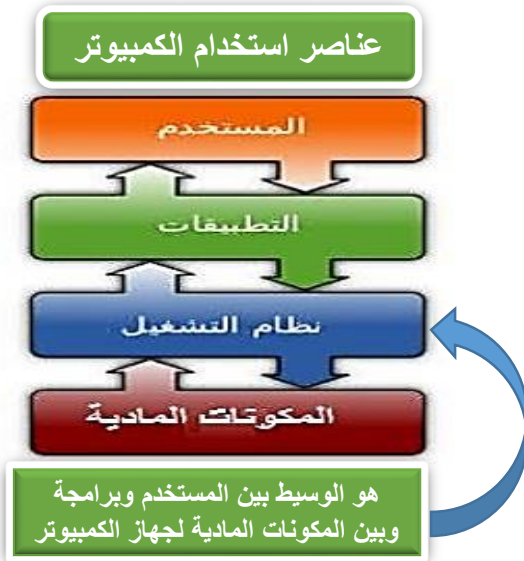 عناصر استخدام الكمبيوتر
المستخدم
التطبيقات
نظام التشغيل
المكونات المادية
هو الوسيط بين المستخدم وبرامجة
وبين المكونات المادية لجهاز الكمبيوتر